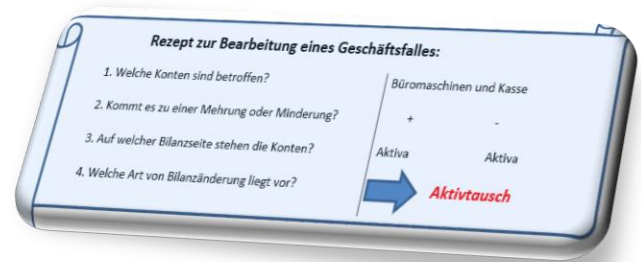 Rezept zur Bearbeitung eines Geschäftsfalles:
1. Welche Konten sind betroffen?
Büromaschinen und Kasse
2. Kommt es zu einer Mehrung oder Minderung?
+ -
3. Auf welcher Bilanzseite stehen die Konten?
Aktiva Aktiva
4. Welche Art von Bilanzänderung liegt vor?
Aktivtausch